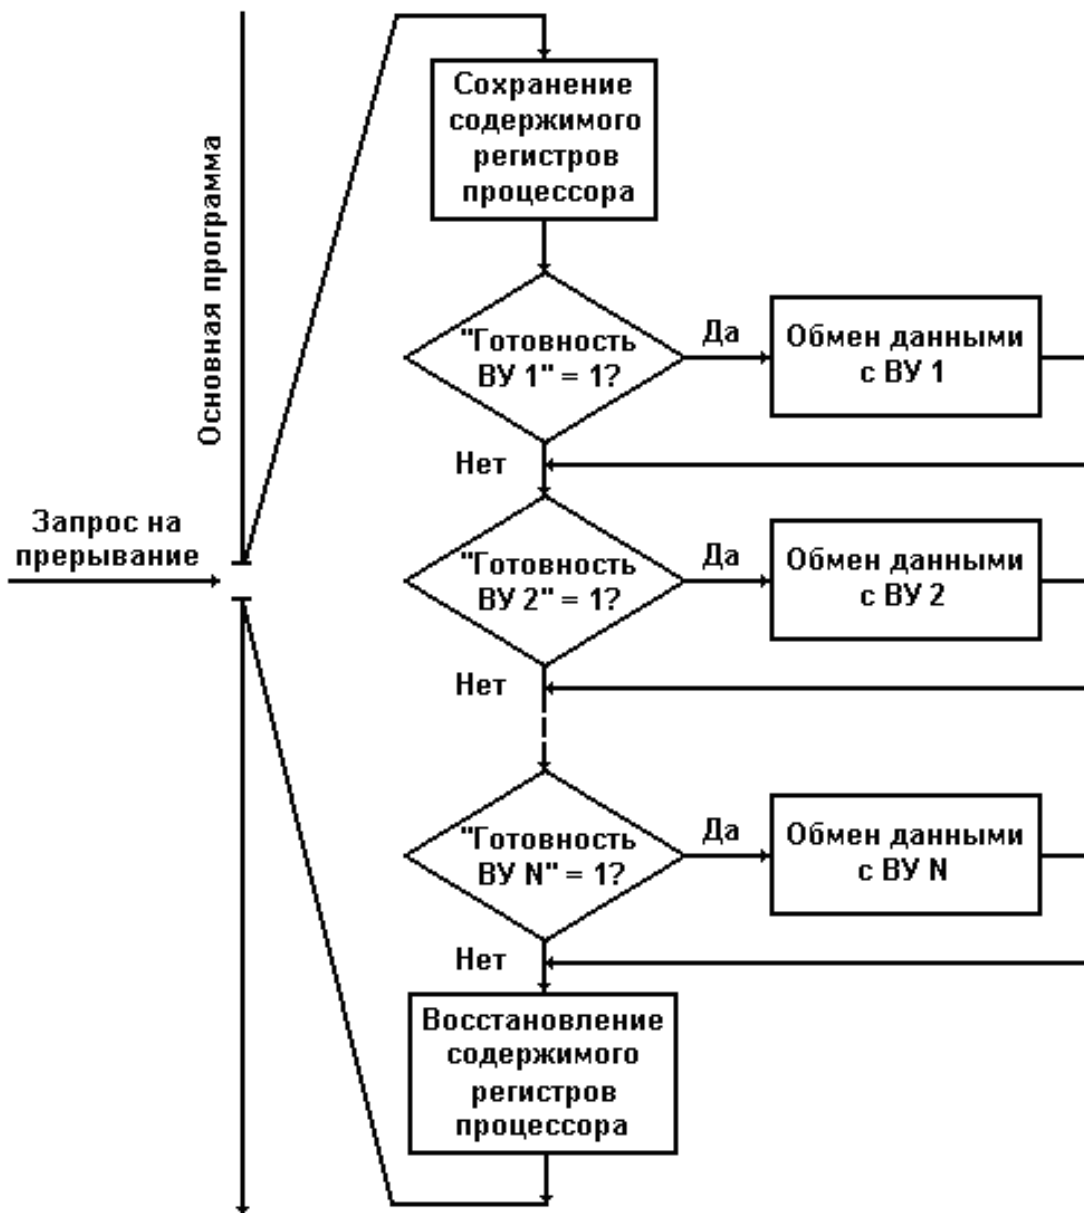 Сохранение
содержимого
регистров
процессора
Основная программа
"Готовность
ВУ 1" = 1?
Да
Обмен данными
с ВУ 1
Нет
Запрос на
прерывание
"Готовность
ВУ 2" = 1?
Да
Обмен данными
с ВУ 2
Нет
"Готовность
ВУ N" = 1?
Да
Обмен данными
с ВУ N
Нет
Восстановление
содержимого
регистров
процессора